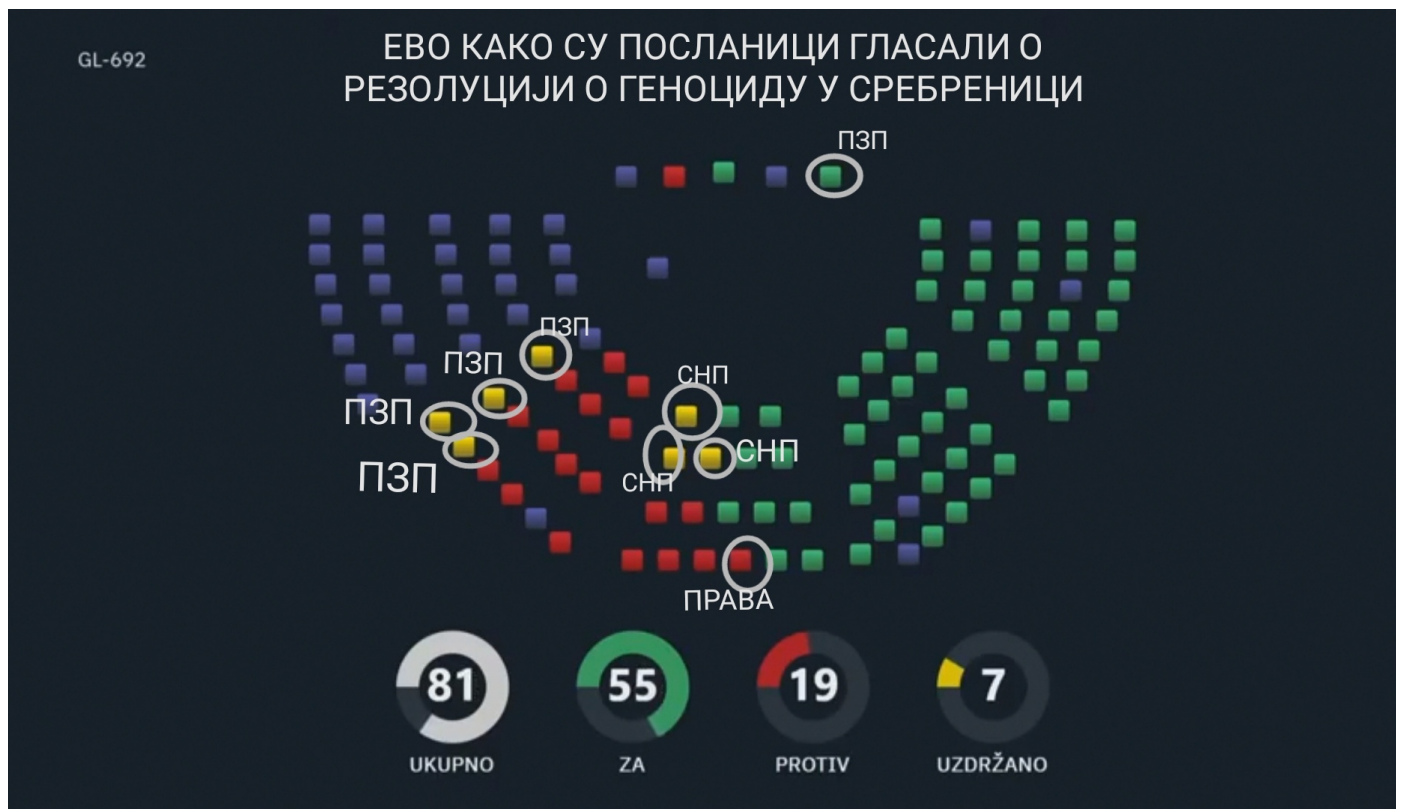 GL-692
ЕВО КАКО СУ ПОСЛАНИЦИ ГЛАСАЛИ О
РЕЗОЛУЦИЈИ О ГЕНОЦИДУ У СРЕБРЕНИЦИ
ПЗП
ПЗП
ПЗП
СНП
ПЗП
СНП
ПЗП
СНП
ПРАВА
81
55
19
7
UKUPNO
ZA
PROTIV
UZDRŽANO